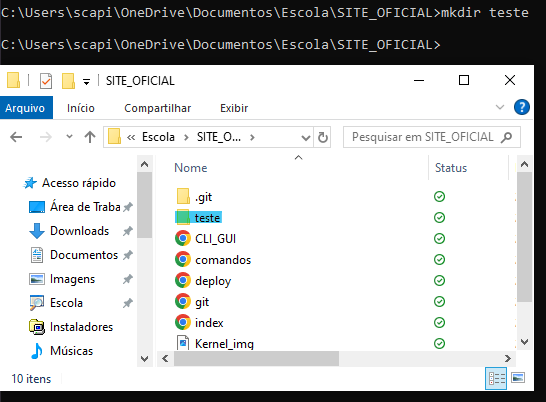 C:\Users\scapi\OneDrive\Documentos\Escola\SITE_OFICIAL>mkdir teste
C:\Users\scapi\OneDrive\Documentos\Escola\SITE_OFICIAL>
SITE_OFICIAL
Arquivo Início Compartilhar Exibir
« Escola > SITE_O... > Pesquisar em SITE_OFICIAL
Nome Status
Acesso rápido
Área de Traba
Downloads
Documentos
Imagens
Escola
Instaladores
Músicas
.git
teste
CLI_GUI
comandos
deploy
git
index
Kernel_img
10 itens